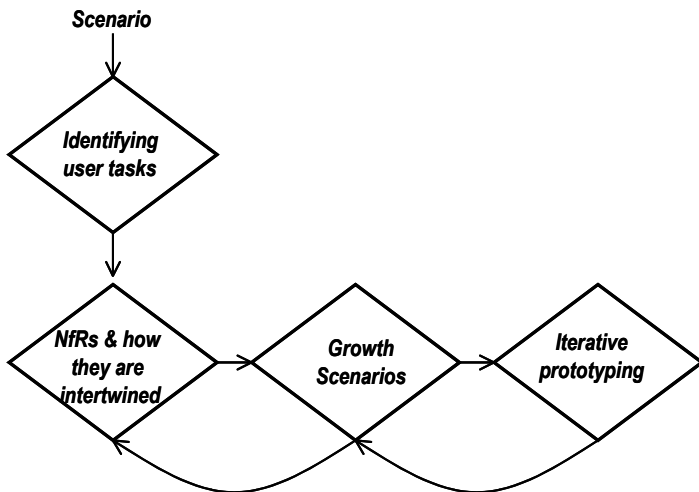 Scenario
Identifying
user tasks
NfRs & how
they are
intertwined
Growth
Scenarios
Iterative
prototyping